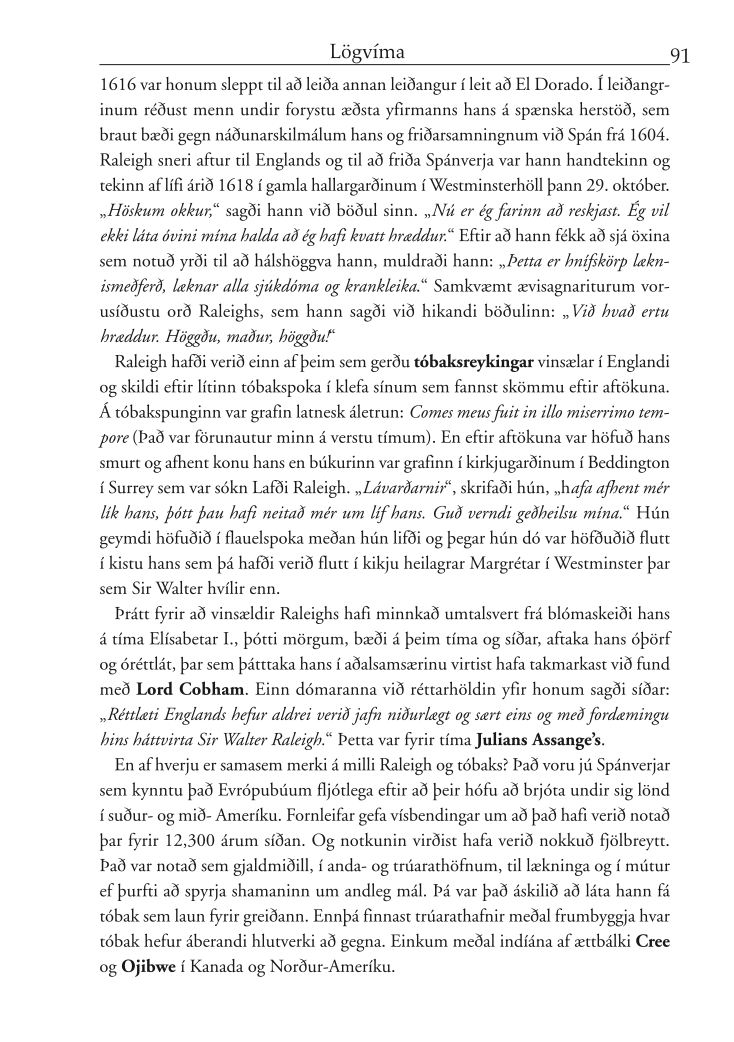 Lögvíma 91
1616 var honum sleppt til að leiða annan leiðangur í leit að El Dorado. Í leiðangr-
inum réðust menn undir forystu æðsta yfirmanns hans á spænska herstöð, sem
braut bæði gegn náðunarskilmálum hans og friðarsamningnum við Spán frá 1604.
Raleigh sneri aftur til Englands og til að friða Spánverja var hann handtekinn og
tekinn af lífi árið 1618 í gamla hallargarðinum í Westminsterhöll þann 29. október.
„Höskum okkur,“ sagði hann við böðul sinn. „Nú er ég farinn að reskjast. Ég vil
ekki láta óvini mína halda að ég hafi kvatt hræddur.“ Eftir að hann fékk að sjá öxina
sem notuð yrði til að hálshöggva hann, muldraði hann: „Þetta er hnífskörp lækn-
ismeðferð, læknar alla sjúkdóma og krankleika.“ Samkvæmt ævisagnariturum vor-
usíðustu orð Raleighs, sem hann sagði við hikandi böðulinn: „Við hvað ertu
hræddur. Höggðu, maður, höggðu!“
Raleigh hafði verið einn af þeim sem gerðu tóbaksreykingar vinsælar í Englandi
og skildi eftir lítinn tóbakspoka í klefa sínum sem fannst skömmu eftir aftökuna.
Á tóbakspunginn var grafin latnesk áletrun: Comes meus fuit in illo miserrimo tem-
pore (Það var förunautur minn á verstu tímum). En eftir aftökuna var höfuð hans
smurt og afhent konu hans en búkurinn var grafinn í kirkjugarðinum í Beddington
í Surrey sem var sókn Lafði Raleigh. „Lávarðarnir“, skrifaði hún, „hafa afhent mér
lík hans, þótt þau hafi neitað mér um líf hans. Guð verndi geðheilsu mína.“ Hún
geymdi höfuðið í flauelspoka meðan hún lifði og þegar hún dó var höfðuðið flutt
í kistu hans sem þá hafði verið flutt í kikju heilagrar Margrétar í Westminster þar
sem Sir Walter hvílir enn.
Þrátt fyrir að vinsældir Raleighs hafi minnkað umtalsvert frá blómaskeiði hans
á tíma Elísabetar I., þótti mörgum, bæði á þeim tíma og síðar, aftaka hans óþörf
og óréttlát, þar sem þátttaka hans í aðalsamsærinu virtist hafa takmarkast við fund
með Lord Cobham. Einn dómaranna við réttarhöldin yfir honum sagði síðar:
„Réttlæti Englands hefur aldrei verið jafn niðurlægt og sært eins og með fordæmingu
hins háttvirta Sir Walter Raleigh.“ Þetta var fyrir tíma Julians Assange’s.
En af hverju er samasem merki á milli Raleigh og tóbaks? Það voru jú Spánverjar
sem kynntu það Evrópubúum fljótlega eftir að þeir hófu að brjóta undir sig lönd
í suður- og mið- Ameríku. Fornleifar gefa vísbendingar um að það hafi verið notað
þar fyrir 12,300 árum síðan. Og notkunin virðist hafa verið nokkuð fjölbreytt.
Það var notað sem gjaldmiðill, í anda- og trúarathöfnum, til lækninga og í mútur
ef þurfti að spyrja shamaninn um andleg mál. Þá var það áskilið að láta hann fá
tóbak sem laun fyrir greiðann. Ennþá finnast trúarathafnir meðal frumbyggja hvar
tóbak hefur áberandi hlutverki að gegna. Einkum meðal indíána af ættbálki Cree
og Ojibwe í Kanada og Norður-Ameríku.